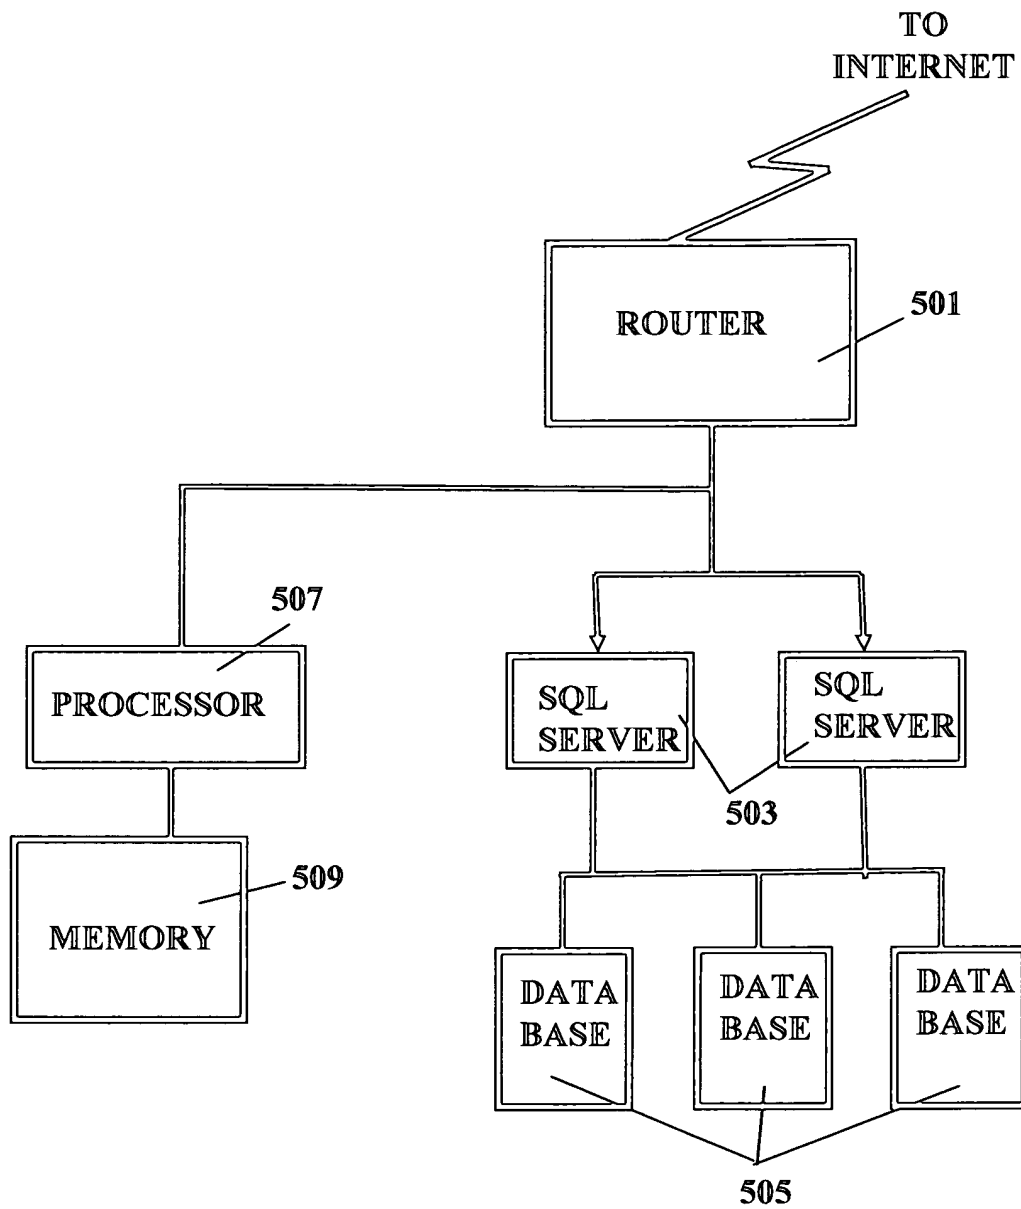 TO
INTERNET
ROUTER
501
507
PROCESSOR
SQL
SERVER
SQL
SERVER
503
509
MEMORY
DATA
BASE
DATA
BASE
DATA
BASE
505